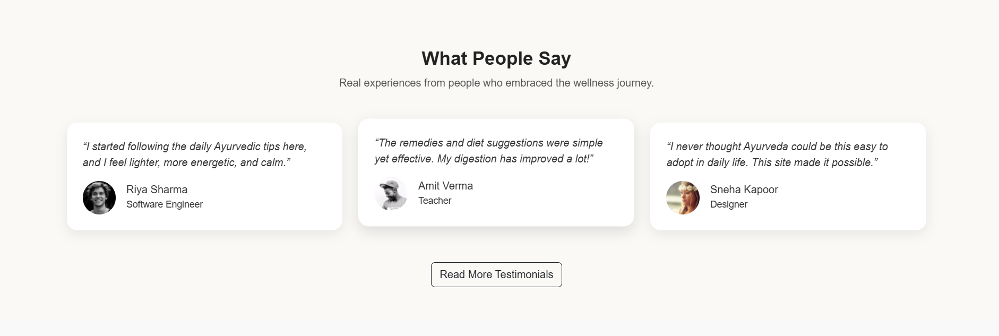 What People Say
Real experiences from people who embraced the wellness journey.
“I started following the daily Ayurvedic tips here,
and I feel lighter, more energetic, and calm.”
Riya Sharma
Software Engineer
“The remedies and diet suggestions were simple
yet effective. My digestion has improved a lot!”
Amit Verma
Teacher
“I never thought Ayurveda could be this easy to
adopt in daily life. This site made it possible.”
Sneha Kapoor
Designer
Read More Testimonials